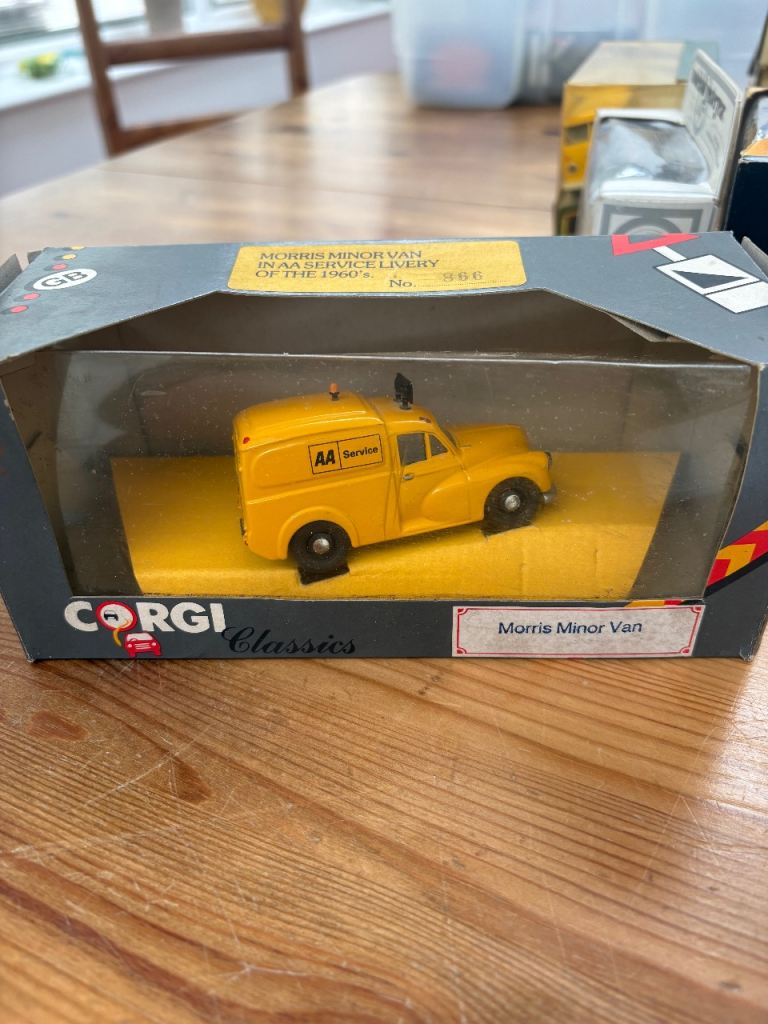 GB
MORRIS MINOR VAN
IN AA SERVICE LIVERY
OF THE 1960's.
No. 866
AA Service
CORGI
Classics
Morris Minor Van